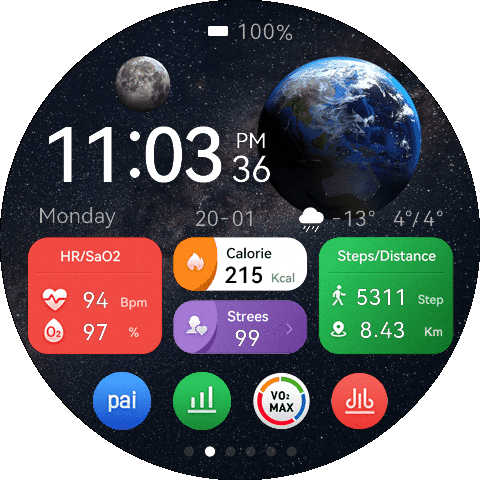 100%
11:03 PM 36
Monday 20-01 -13° 4°/4°
HR/SaO2
94 Bpm
O2 97 %
Calorie
215 Kcal
Strees
99
Steps/Distance
5311 Step
8.43 Km
pai
VO2 MAX